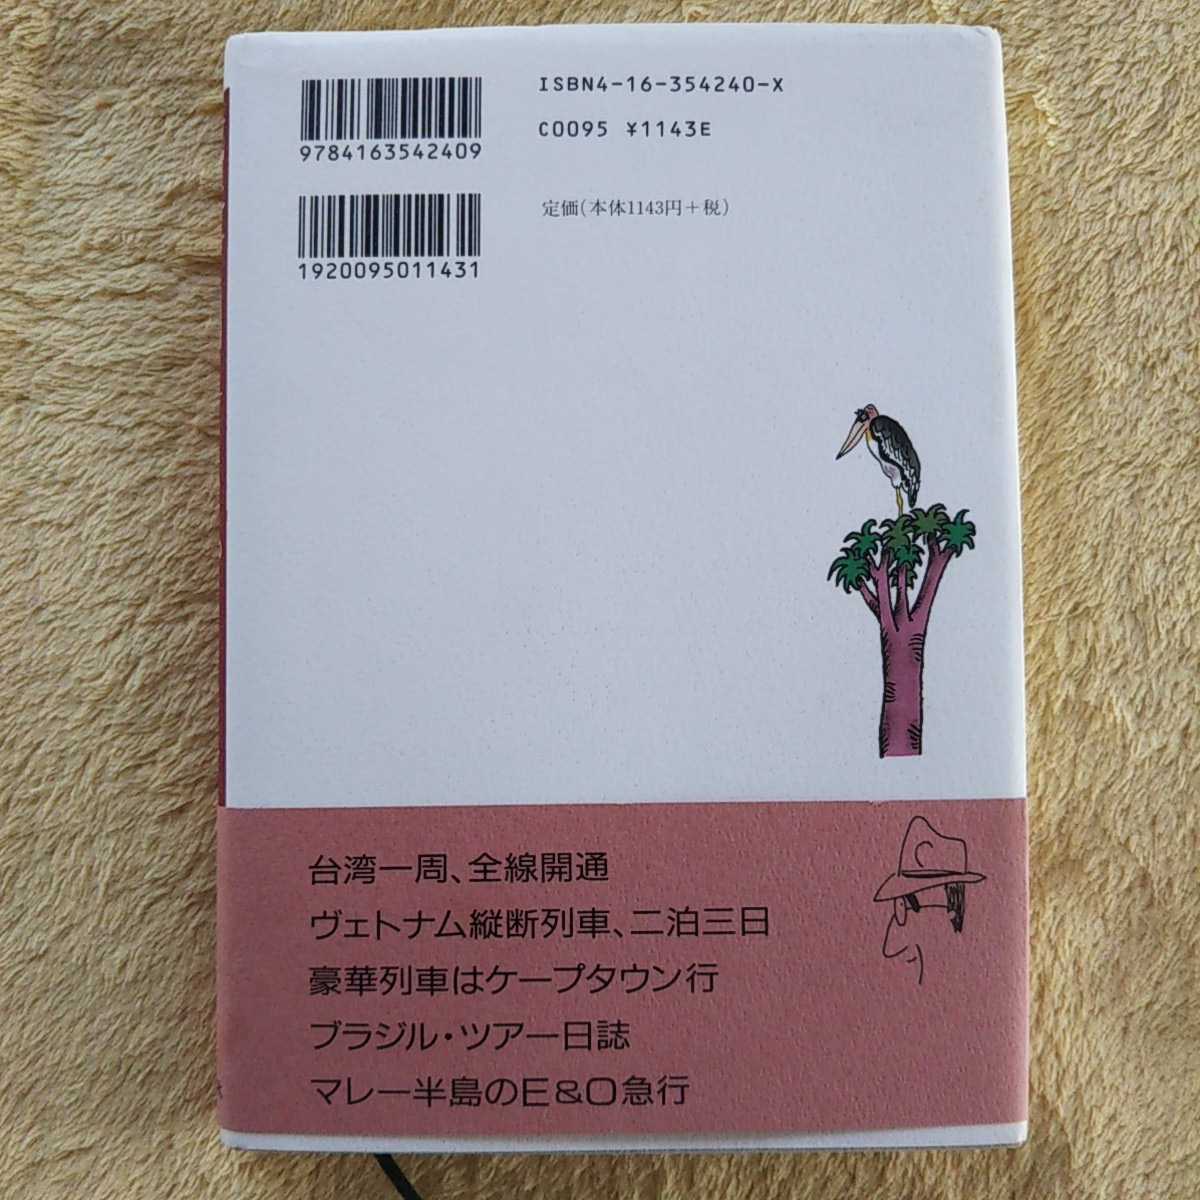 ISBN4-16-354240-X
C0095 ¥1143E
9784163542409
定価(本体1143円+税)
1920095011431
台湾一周、全線開通
ヴェトナム縦断列車、二泊三日
豪華列車はケープタウン行
ブラジル・ツアー日誌
マレー半島のE&O急行